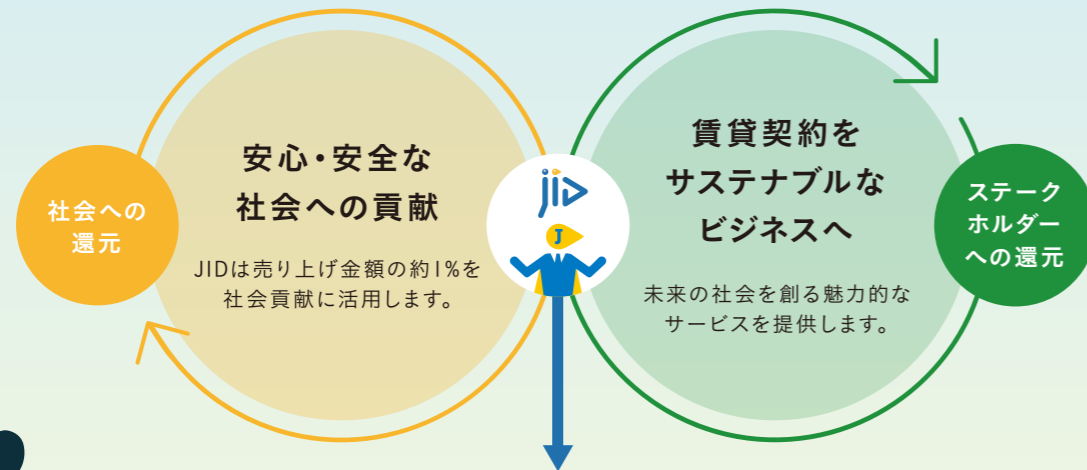 社会への
還元
安心・安全な
社会への貢献
JIDは売り上げ金額の約1%を
社会貢献に活用します。
jID
J
賃貸契約を
サステナブルな
ビジネスへ
未来の社会を創る魅力的な
サービスを提供します。
ステーク
ホルダー
への還元